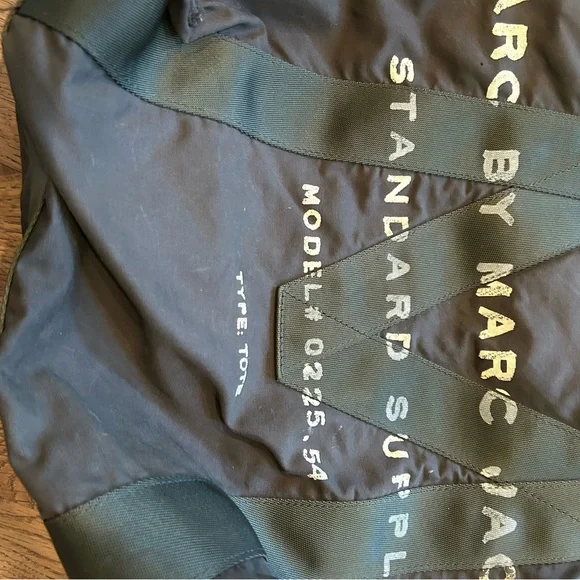 MARC BY MARC JAC
STANDARD SUPPL
MODEL# 0225.54
TYPE: TOTE